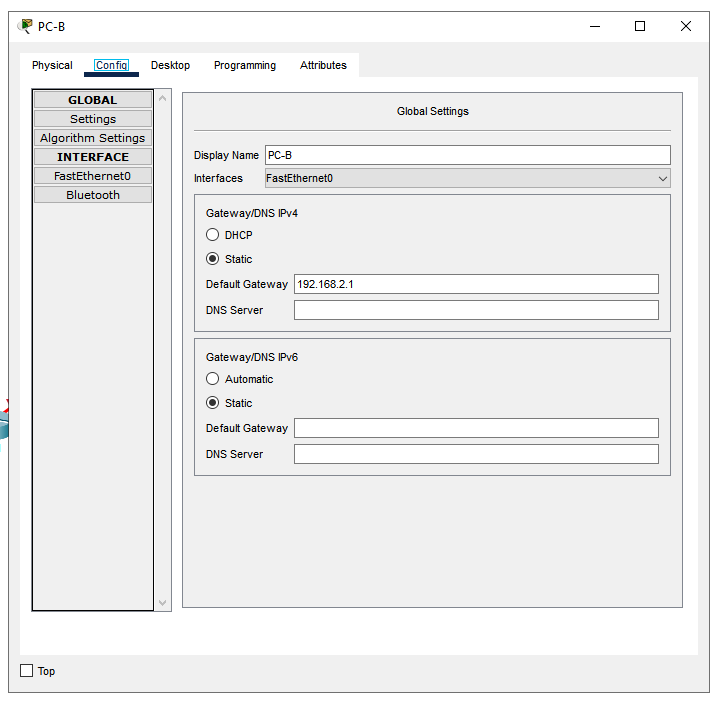 PC-B
Physical Config Desktop Programming Attributes
GLOBAL
Settings
Algorithm Settings
INTERFACE
FastEthernet0
Bluetooth
Global Settings
Display Name PC-B
Interfaces FastEthernet0
Gateway/DNS IPv4
DHCP
Static
Default Gateway 192.168.2.1
DNS Server
Gateway/DNS IPv6
Automatic
Static
Default Gateway
DNS Server
Top